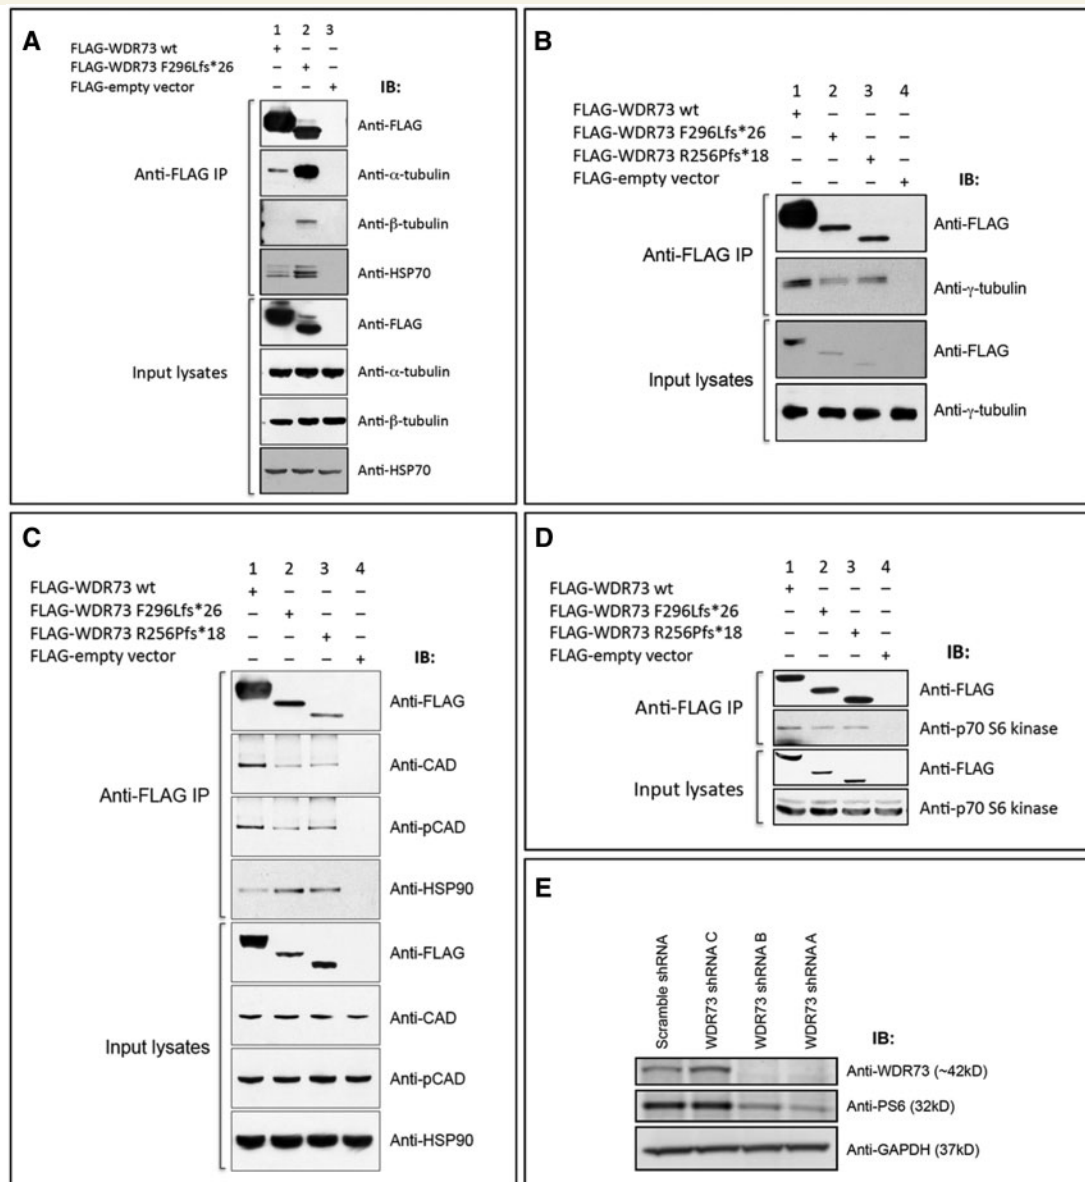 A
1 2 3
FLAG-WDR73 wt + – –
FLAG-WDR73 F296Lfs*26 – + –
FLAG-empty vector – – + IB:
Anti-FLAG IP
Anti-FLAG
Anti-α-tubulin
Anti-β-tubulin
Anti-HSP70
Input lysates
Anti-FLAG
Anti-α-tubulin
Anti-β-tubulin
Anti-HSP70
B
1 2 3 4
FLAG-WDR73 wt + – – –
FLAG-WDR73 F296Lfs*26 – + – –
FLAG-WDR73 R256Pfs*18 – – + –
FLAG-empty vector – – – + IB:
Anti-FLAG IP
Anti-FLAG
Anti-γ-tubulin
Input lysates
Anti-FLAG
Anti-γ-tubulin
C
1 2 3 4
FLAG-WDR73 wt + – – –
FLAG-WDR73 F296Lfs*26 – + – –
FLAG-WDR73 R256Pfs*18 – – + –
FLAG-empty vector – – – + IB:
Anti-FLAG IP
Anti-FLAG
Anti-CAD
Anti-pCAD
Anti-HSP90
Input lysates
Anti-FLAG
Anti-CAD
Anti-pCAD
Anti-HSP90
D
1 2 3 4
FLAG-WDR73 wt + – – –
FLAG-WDR73 F296Lfs*26 – + – –
FLAG-WDR73 R256Pfs*18 – – + –
FLAG-empty vector – – – + IB:
Anti-FLAG IP
Anti-FLAG
Anti-p70 S6 kinase
Input lysates
Anti-FLAG
Anti-p70 S6 kinase
E
Scramble shRNA
WDR73 shRNA C
WDR73 shRNA B
WDR73 shRNA A
IB:
Anti-WDR73 (~42kD)
Anti-PS6 (32kD)
Anti-GAPDH (37kD)